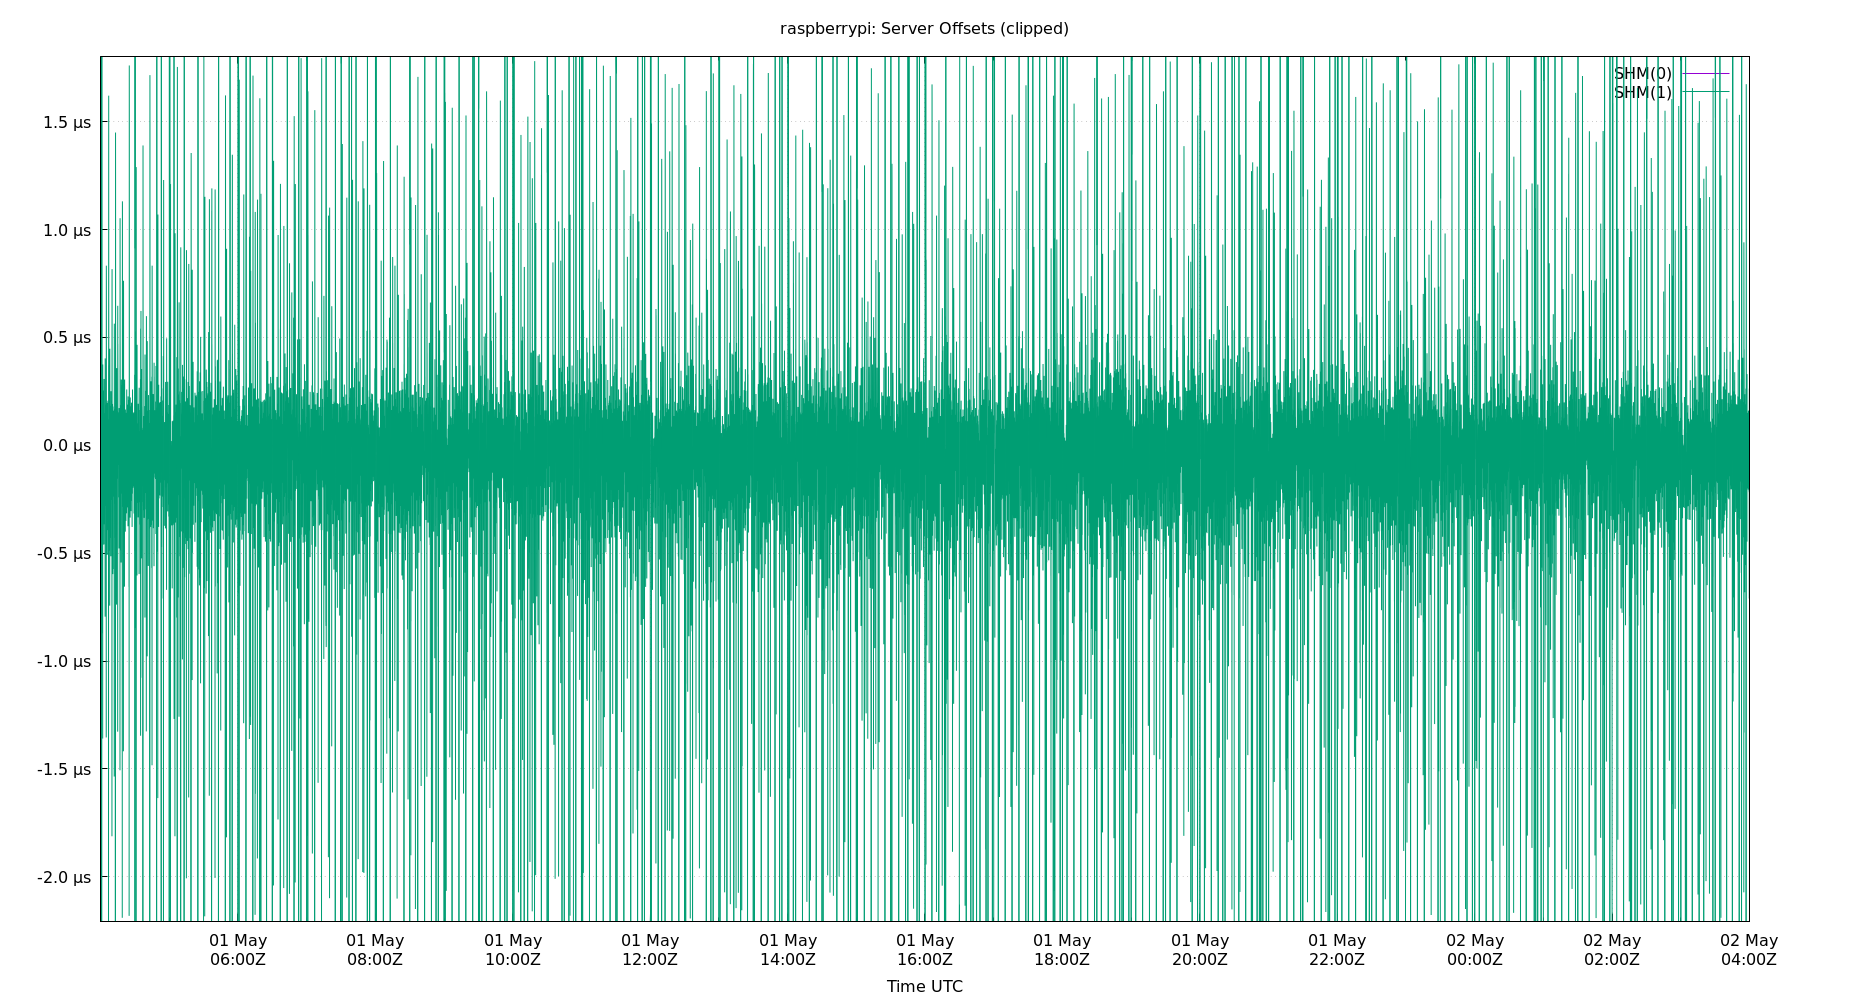 raspberrypi: Server Offsets (clipped)
SHM(0)
SHM(1)
1.5 µs
1.0 µs
0.5 µs
0.0 µs
-0.5 µs
-1.0 µs
-1.5 µs
-2.0 µs
01 May 01 May 01 May 01 May 01 May 01 May 01 May 01 May 01 May 02 May 02 May 02 May
06:00Z 08:00Z 10:00Z 12:00Z 14:00Z 16:00Z 18:00Z 20:00Z 22:00Z 00:00Z 02:00Z 04:00Z
Time UTC